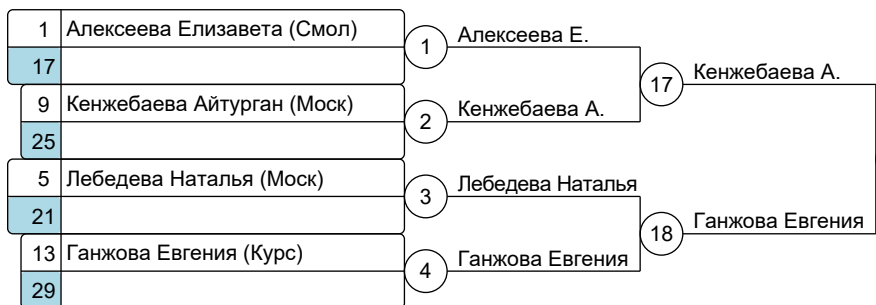 1 Алексеева Елизавета (Смол)
17
9 Кенжебаева Айтурган (Моск)
25
5 Лебедева Наталья (Моск)
21
13 Ганжова Евгения (Курс)
29
1 Алексеева Е.
2 Кенжебаева А.
3 Лебедева Наталья
4 Ганжова Евгения
17 Кенжебаева А.
18 Ганжова Евгения